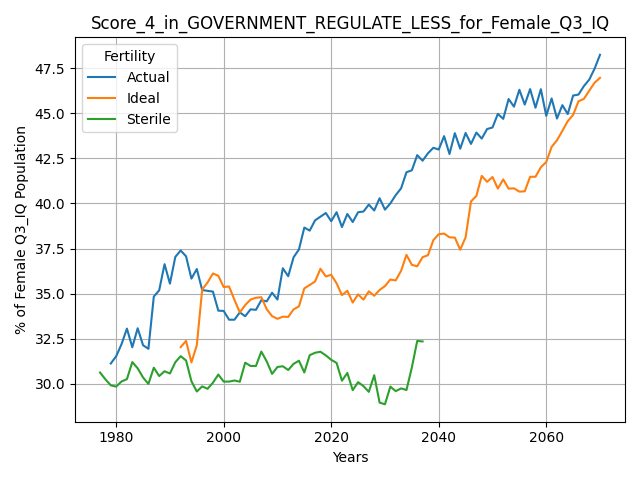 Score_4_in_GOVERNMENT_REGULATE_LESS_for_Female_Q3_IQ
Fertility
Actual
Ideal
Sterile
% of Female Q3_IQ Population
47.5
45.0
42.5
40.0
37.5
35.0
32.5
30.0
1980 2000 2020 2040 2060
Years